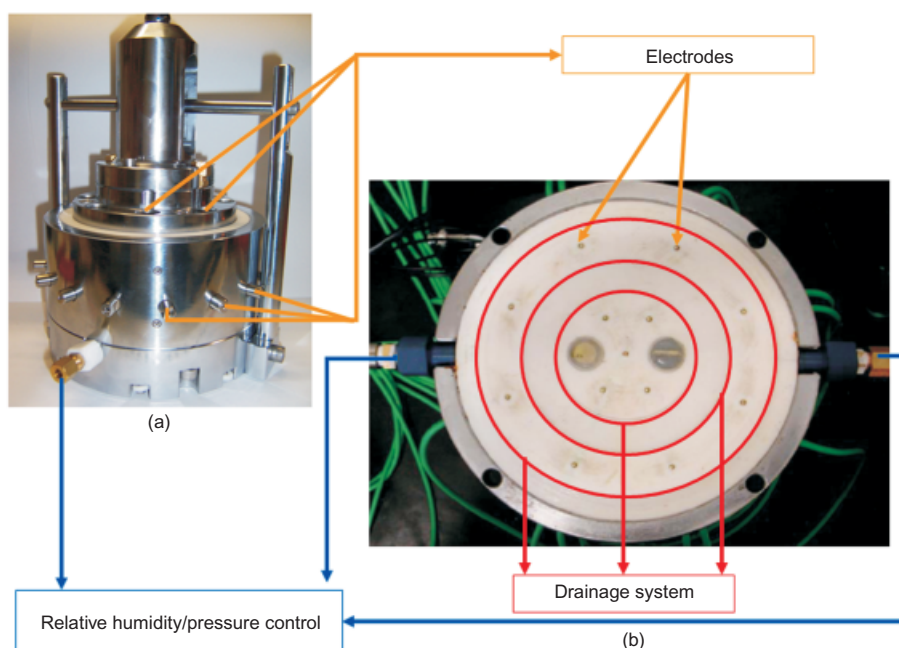 Electrodes
(a)
Drainage system
Relative humidity/pressure control
(b)